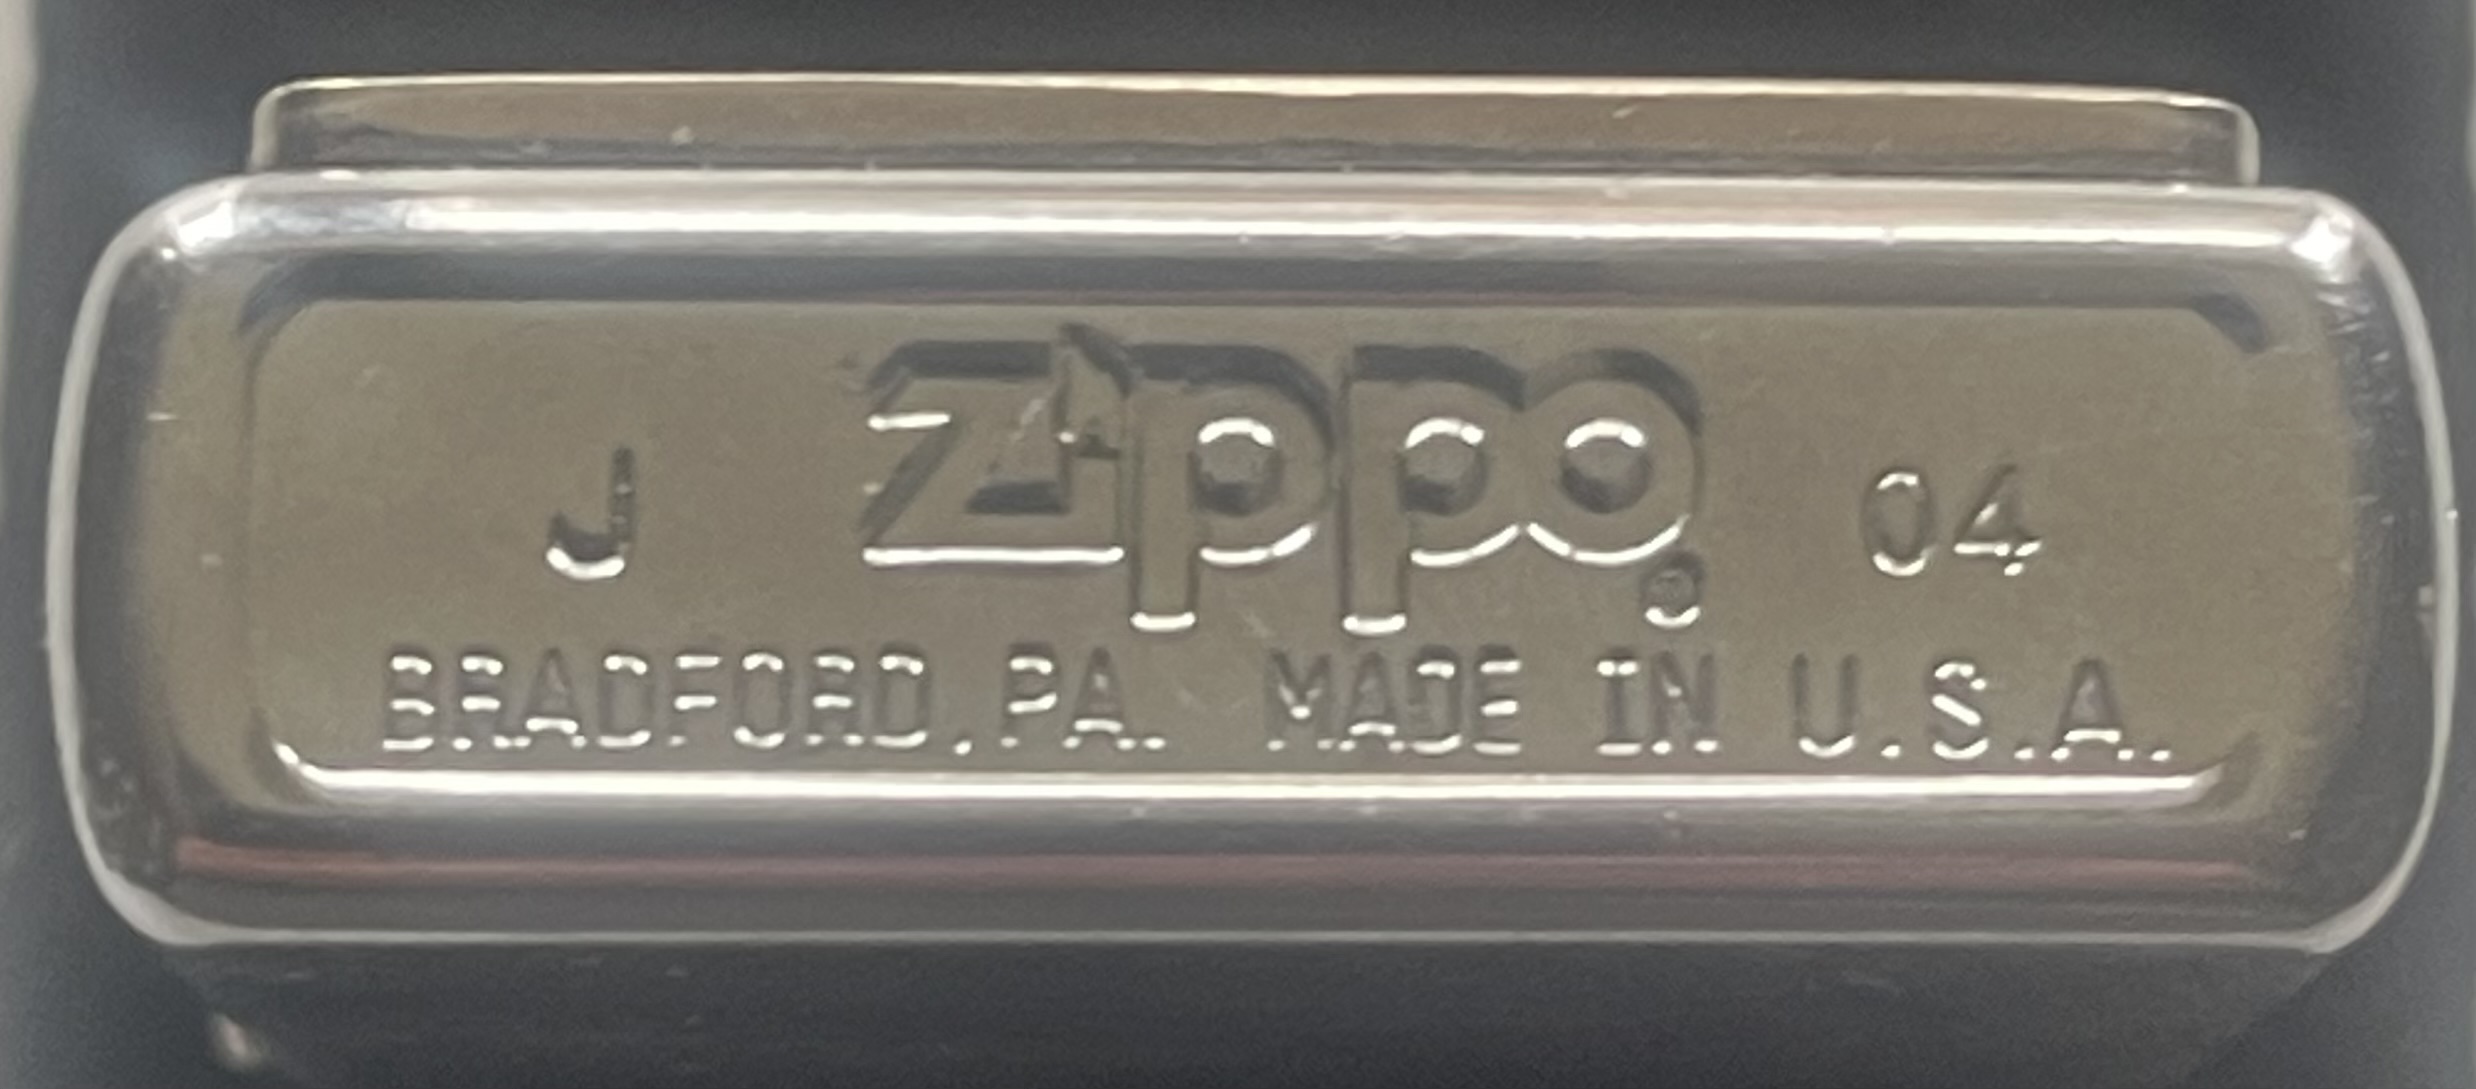 J Zippo ® 04
BRADFORD, PA. MADE IN U.S.A.